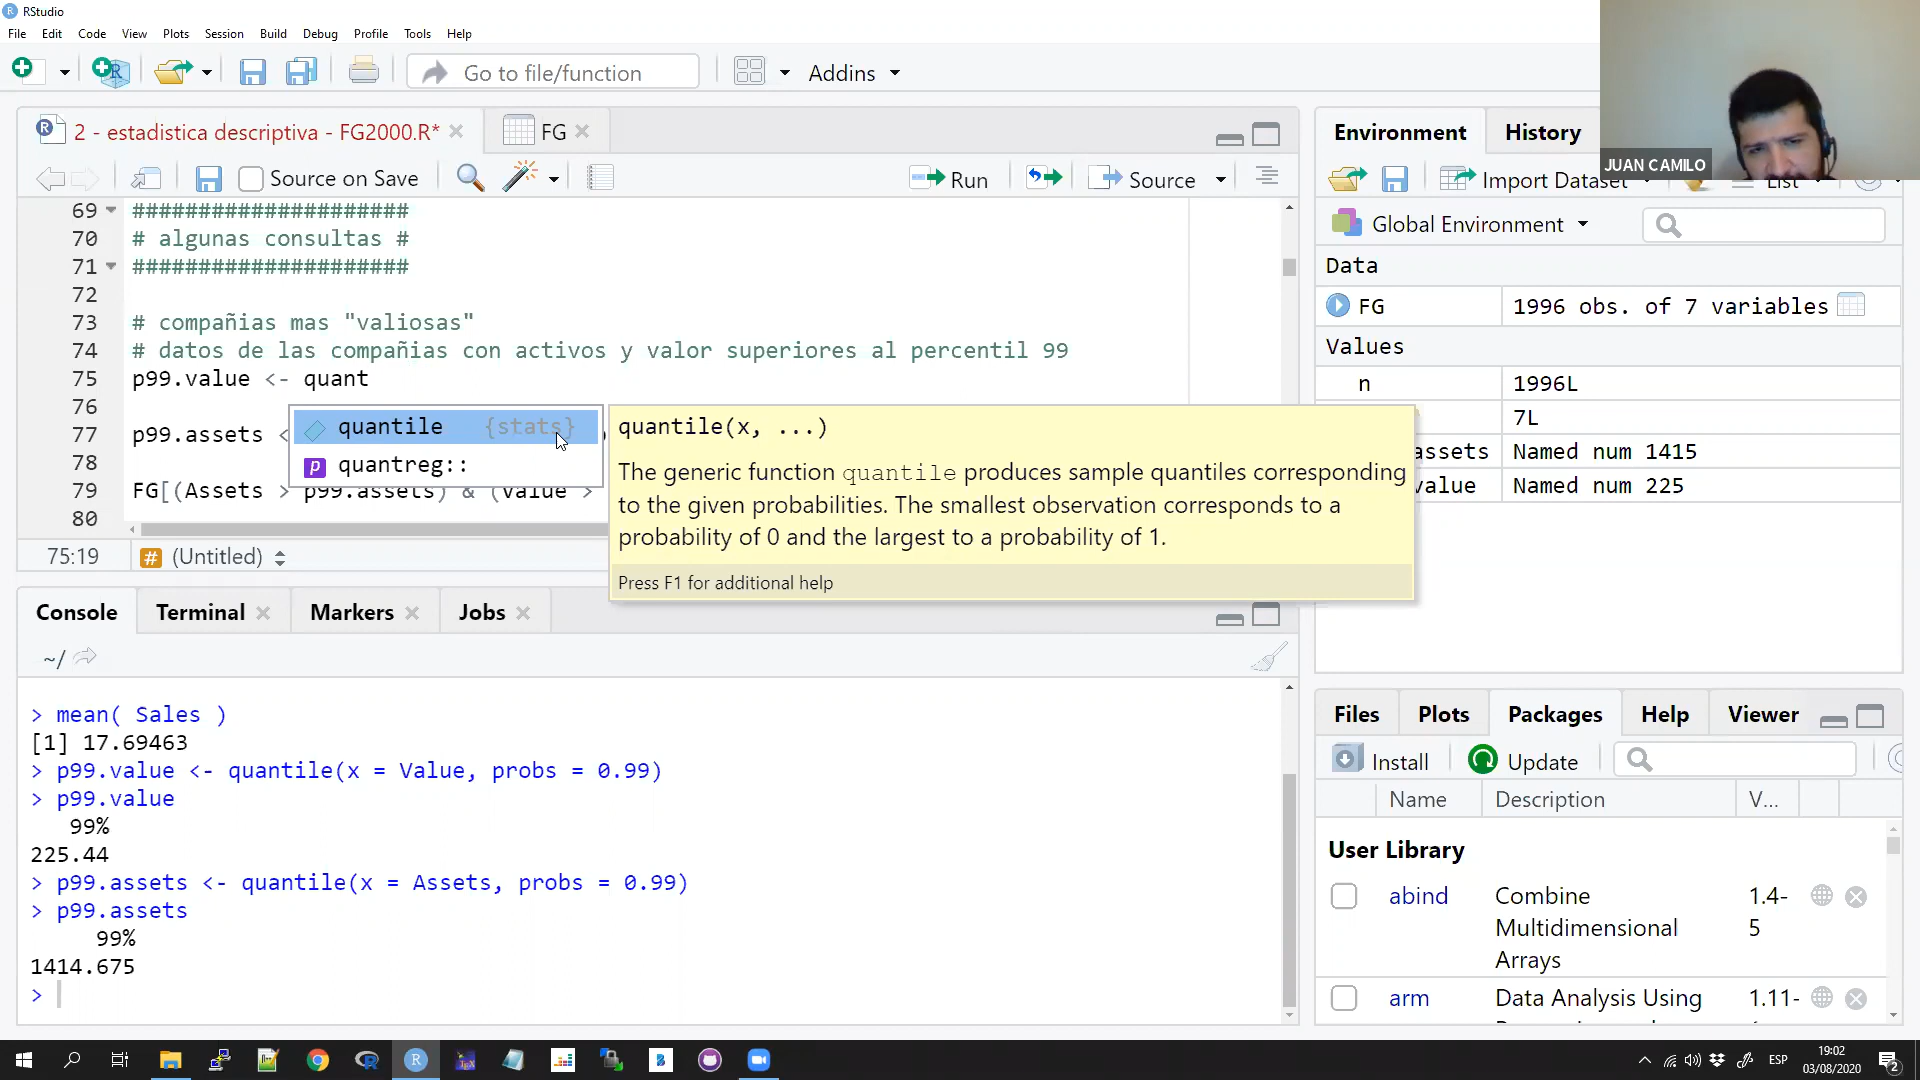 RStudio
File Edit Code View Plots Session Build Debug Profile Tools Help
Go to file/function
Addins
JUAN CAMILO
2 - estadistica descriptiva - FG2000.R*
FG
Source on Save
Run
Source
69 #####################
70 # algunas consultas #
71 #####################
72
73 # compañias mas "valiosas"
74 # datos de las compañias con activos y valor superiores al percentil 99
75 p99.value <- quant
76
77 p99.assets <
78
79 FG[(Assets > p99.assets) & (Value >
80
quantile {stats}
quantreg::
quantile(x, ...)
The generic function quantile produces sample quantiles corresponding
to the given probabilities. The smallest observation corresponds to a
probability of 0 and the largest to a probability of 1.
Press F1 for additional help
75:19 (Untitled)
Console Terminal Markers Jobs
~/
> mean( Sales )
[1] 17.69463
> p99.value <- quantile(x = Value, probs = 0.99)
> p99.value
99%
225.44
> p99.assets <- quantile(x = Assets, probs = 0.99)
> p99.assets
99%
1414.675
>
Environment History
Import Dataset List
Global Environment
Data
FG 1996 obs. of 7 variables
Values
n 1996L
7L
assets Named num 1415
value Named num 225
Files Plots Packages Help Viewer
Install Update
Name Description V...
User Library
abind Combine Multidimensional Arrays 1.4-5
arm Data Analysis Using 1.11-
ESP
19:02
03/08/2020
2